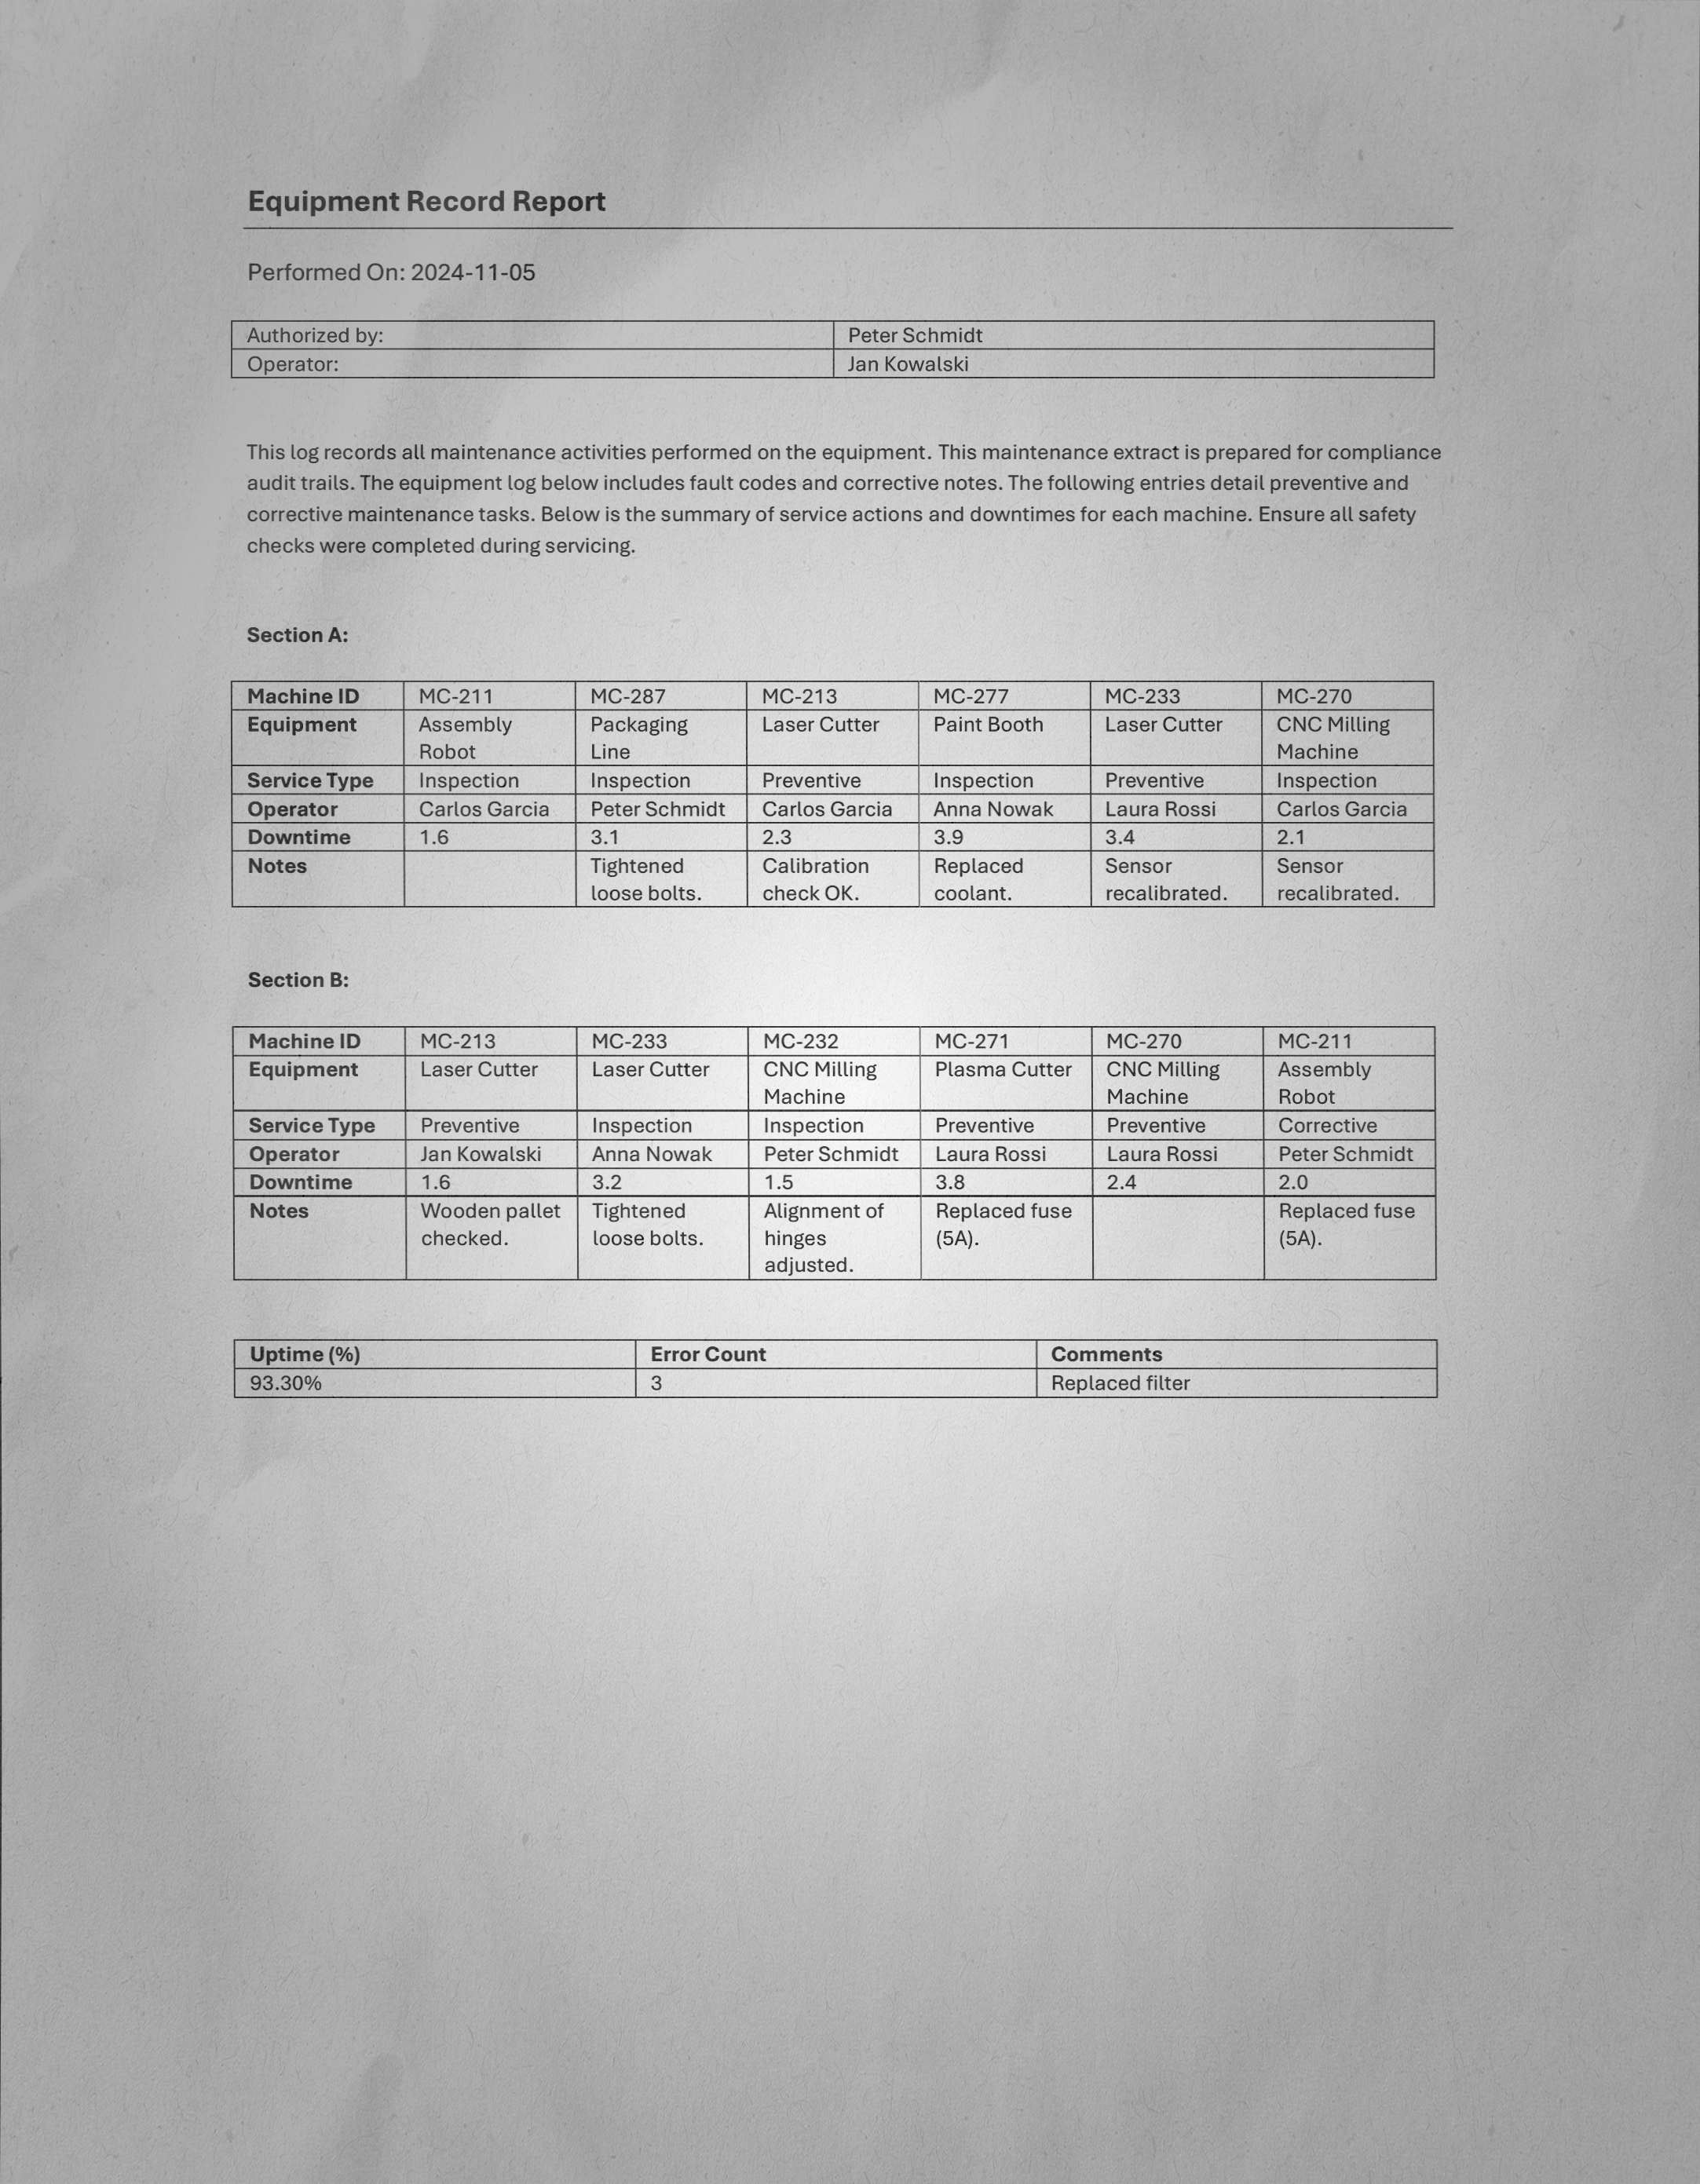 Equipment Record Report
Performed On: 2024-11-05
Authorized by: Peter Schmidt
Operator: Jan Kowalski
This log records all maintenance activities performed on the equipment. This maintenance extract is prepared for compliance
audit trails. The equipment log below includes fault codes and corrective notes. The following entries detail preventive and
corrective maintenance tasks. Below is the summary of service actions and downtimes for each machine. Ensure all safety
checks were completed during servicing.
Section A:
Machine ID MC-211 MC-287 MC-213 MC-277 MC-233 MC-270
Equipment Assembly Packaging Laser Cutter Paint Booth Laser Cutter CNC Milling
Robot Line Machine
Service Type Inspection Inspection Preventive Inspection Preventive Inspection
Operator Carlos Garcia Peter Schmidt Carlos Garcia Anna Nowak Laura Rossi Carlos Garcia
Downtime 1.6 3.1 2.3 3.9 3.4 2.1
Notes Tightened Calibration Replaced Sensor Sensor
loose bolts. check OK. coolant. recalibrated. recalibrated.
Section B:
Machine ID MC-213 MC-233 MC-232 MC-271 MC-270 MC-211
Equipment Laser Cutter Laser Cutter CNC Milling Plasma Cutter CNC Milling Assembly
Machine Machine Robot
Service Type Preventive Inspection Inspection Preventive Preventive Corrective
Operator Jan Kowalski Anna Nowak Peter Schmidt Laura Rossi Laura Rossi Peter Schmidt
Downtime 1.6 3.2 1.5 3.8 2.4 2.0
Notes Wooden pallet Tightened Alignment of Replaced fuse Replaced fuse
checked. loose bolts. hinges (5A). (5A).
adjusted.
Uptime (%) Error Count Comments
93.30% 3 Replaced filter